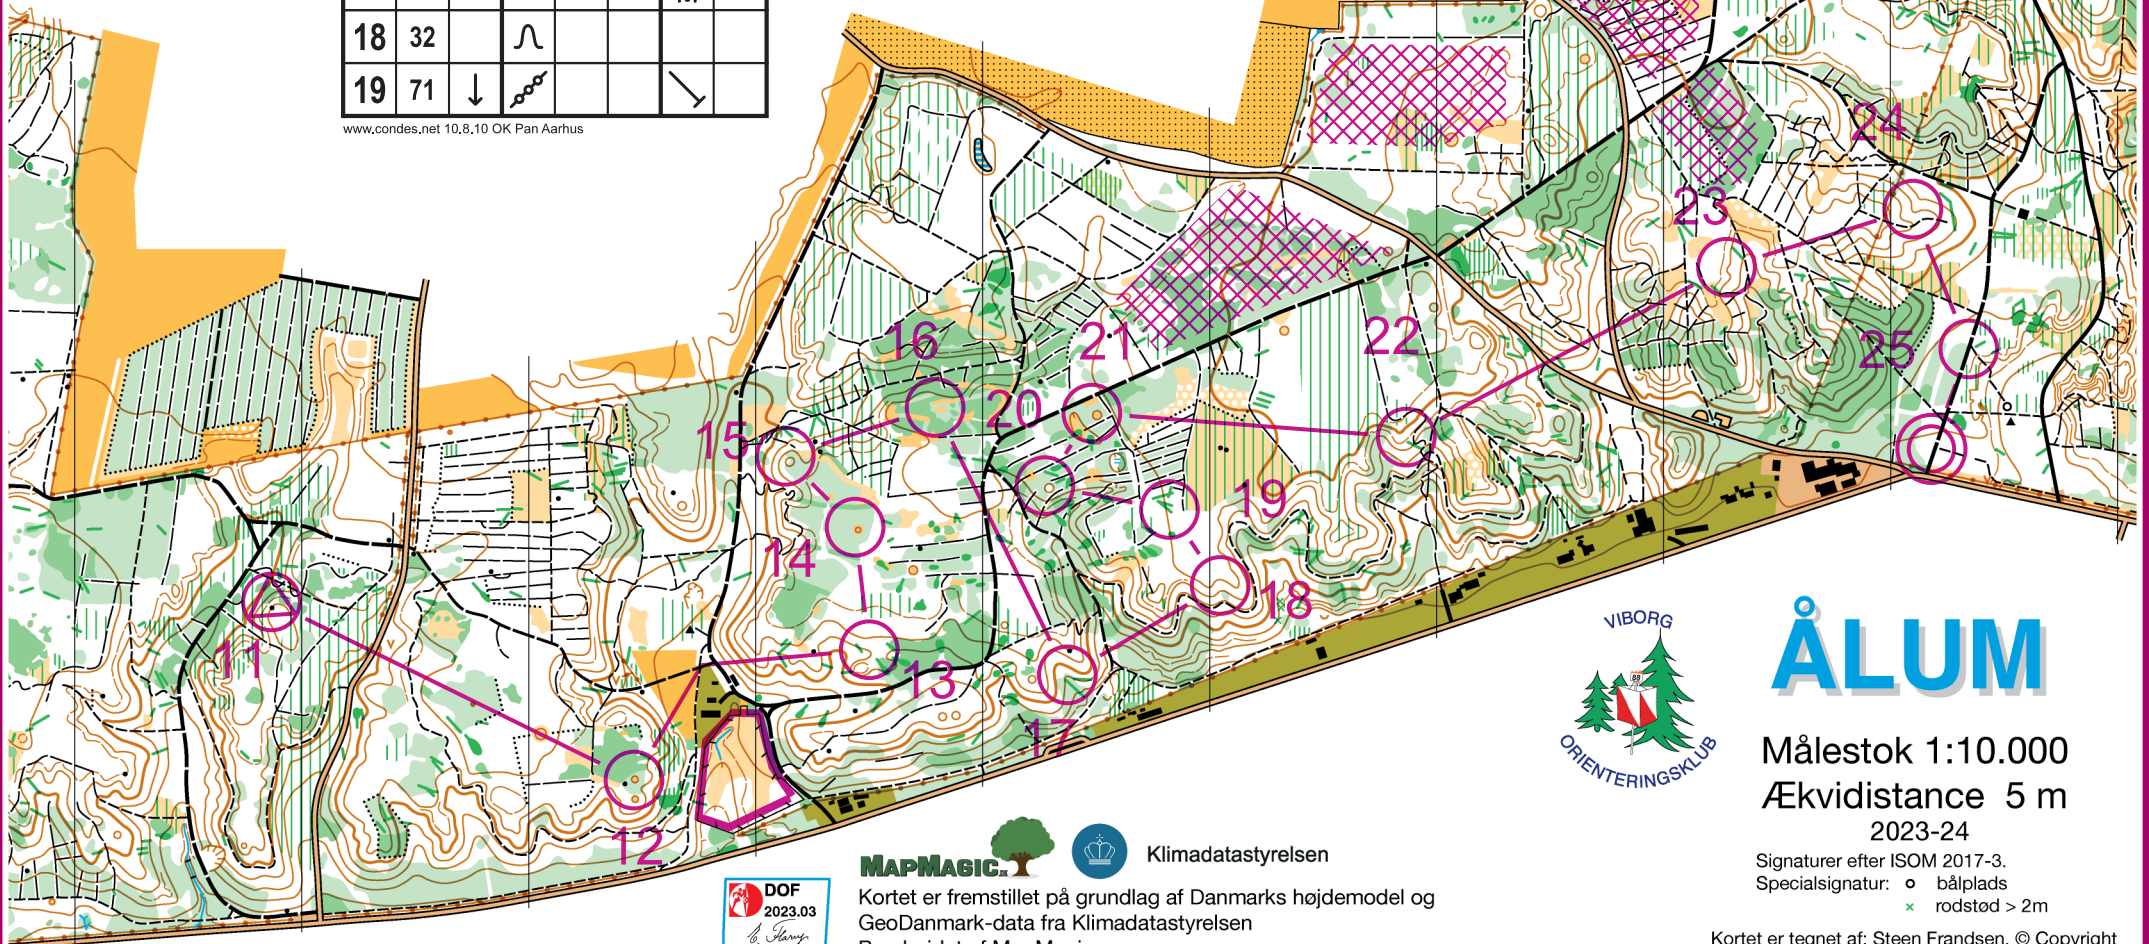 18 32
19 71
www.condes.net 10.8.10 OK Pan Aarhus
24
23
16
21
22
25
20
15
19
14
18
11
13
17
12
VIBORG
88
ORIENTERINGSKLUB
ÅLUM
Målestok 1:10.000
Ækvidistance 5 m
2023-24
Signaturer efter ISOM 2017-3.
Specialsignatur: bålplads
rodstød > 2m
Kortet er tegnet af: Steen Frandsen. © Copyright
MAPMAGIC
Klimadatastyrelsen
DOF
2023.03
Kortet er fremstillet på grundlag af Danmarks højdemodel og
GeoDanmark-data fra Klimadatastyrelsen